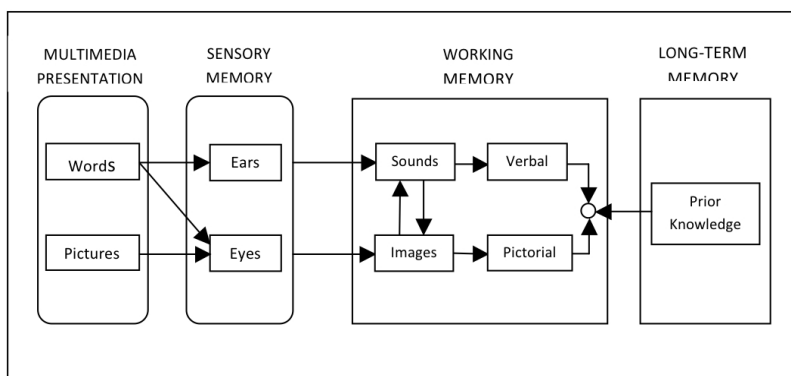 MULTIMEDIA
PRESENTATION
SENSORY
MEMORY
WORKING
MEMORY
LONG-TERM
MEMORY
Words
Ears
Sounds
Verbal
Prior
Knowledge
Pictures
Eyes
Images
Pictorial